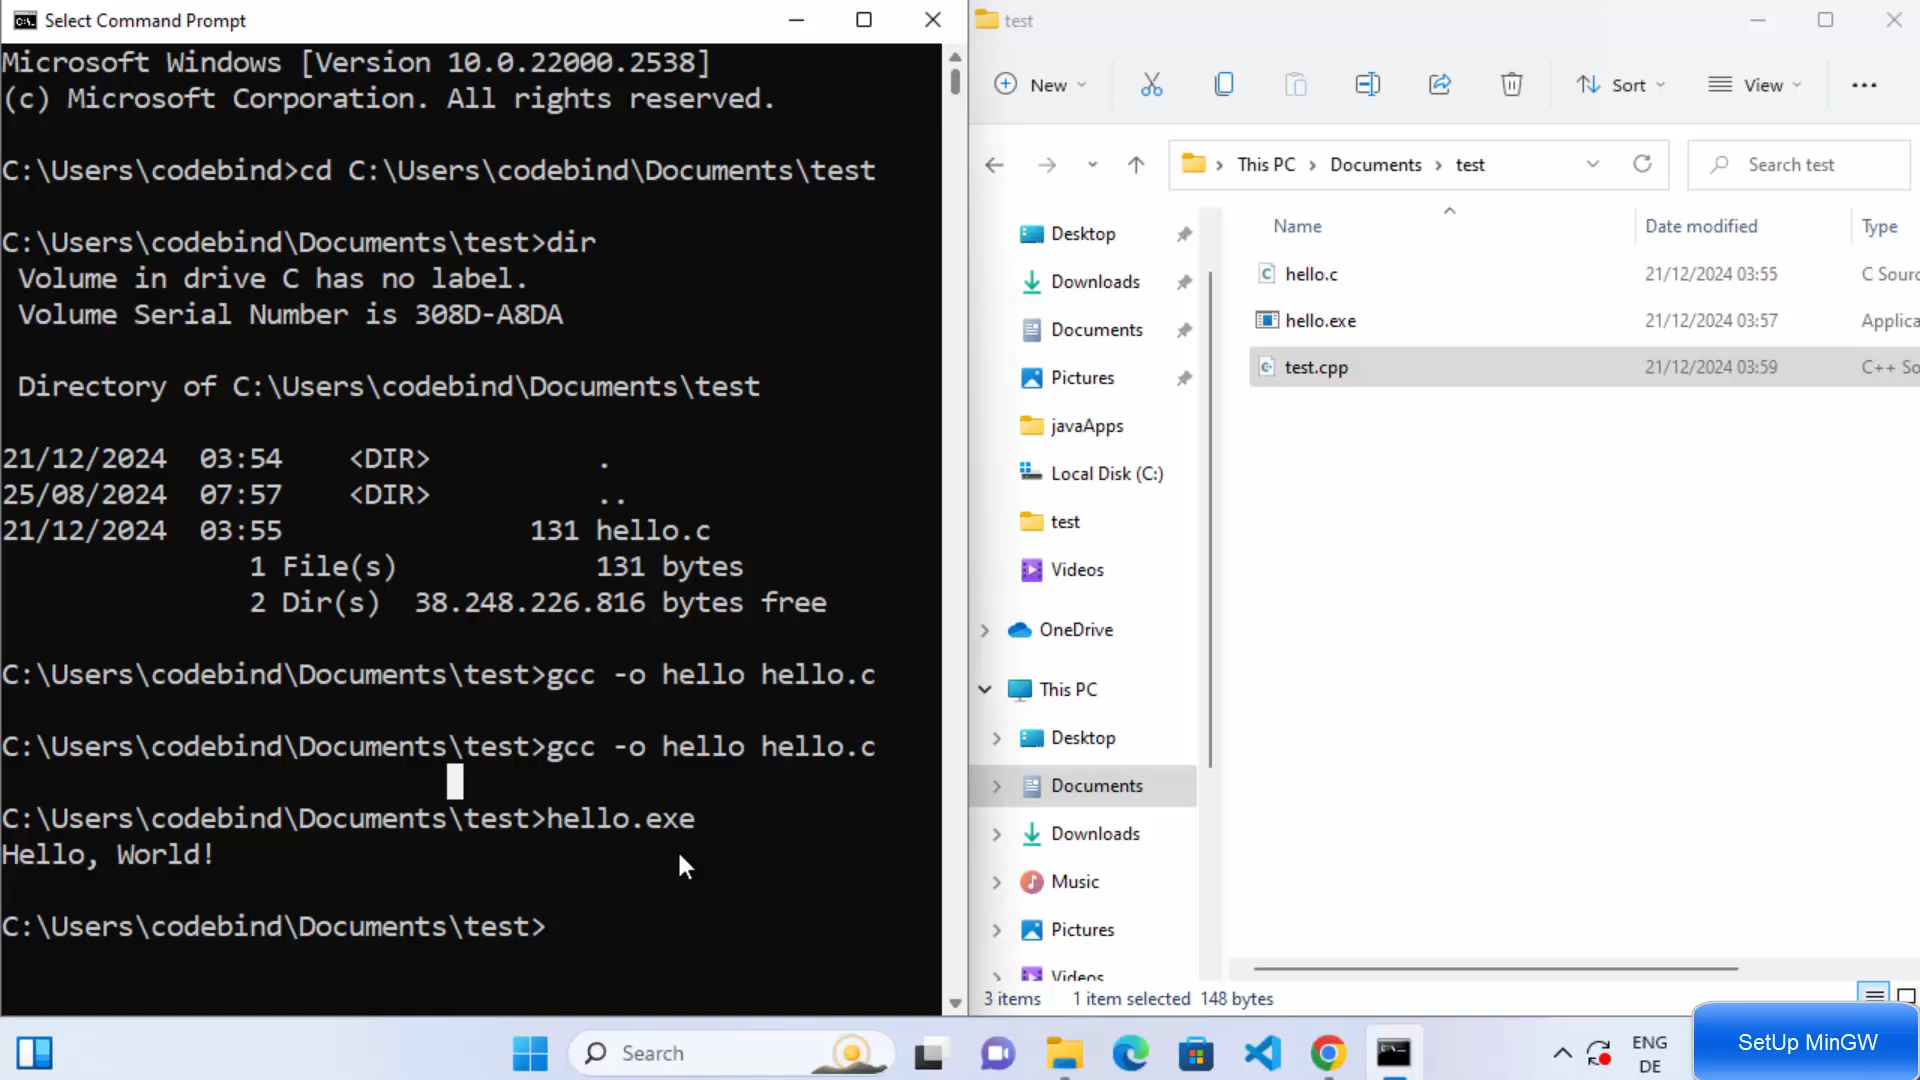 Select Command Prompt
Microsoft Windows [Version 10.0.22000.2538]
(c) Microsoft Corporation. All rights reserved.
C:\Users\codebind>cd C:\Users\codebind\Documents\test
C:\Users\codebind\Documents\test>dir
Volume in drive C has no label.
Volume Serial Number is 308D-A8DA
Directory of C:\Users\codebind\Documents\test
21/12/2024 03:54 <DIR> .
25/08/2024 07:57 <DIR> ..
21/12/2024 03:55 131 hello.c
1 File(s) 131 bytes
2 Dir(s) 38.248.226.816 bytes free
C:\Users\codebind\Documents\test>gcc -o hello hello.c
C:\Users\codebind\Documents\test>gcc -o hello hello.c
C:\Users\codebind\Documents\test>hello.exe
Hello, World!
C:\Users\codebind\Documents\test>
test
New Sort View
This PC > Documents > test
Search test
Desktop
Downloads
Documents
Pictures
javaApps
Local Disk (C:)
test
Videos
OneDrive
This PC
Desktop
Documents
Downloads
Music
Pictures
Videos
Name Date modified Type
hello.c 21/12/2024 03:55 C Sourc
hello.exe 21/12/2024 03:57 Applica
test.cpp 21/12/2024 03:59 C++ So
3 items 1 item selected 148 bytes
Search
ENG
DE
SetUp MinGW